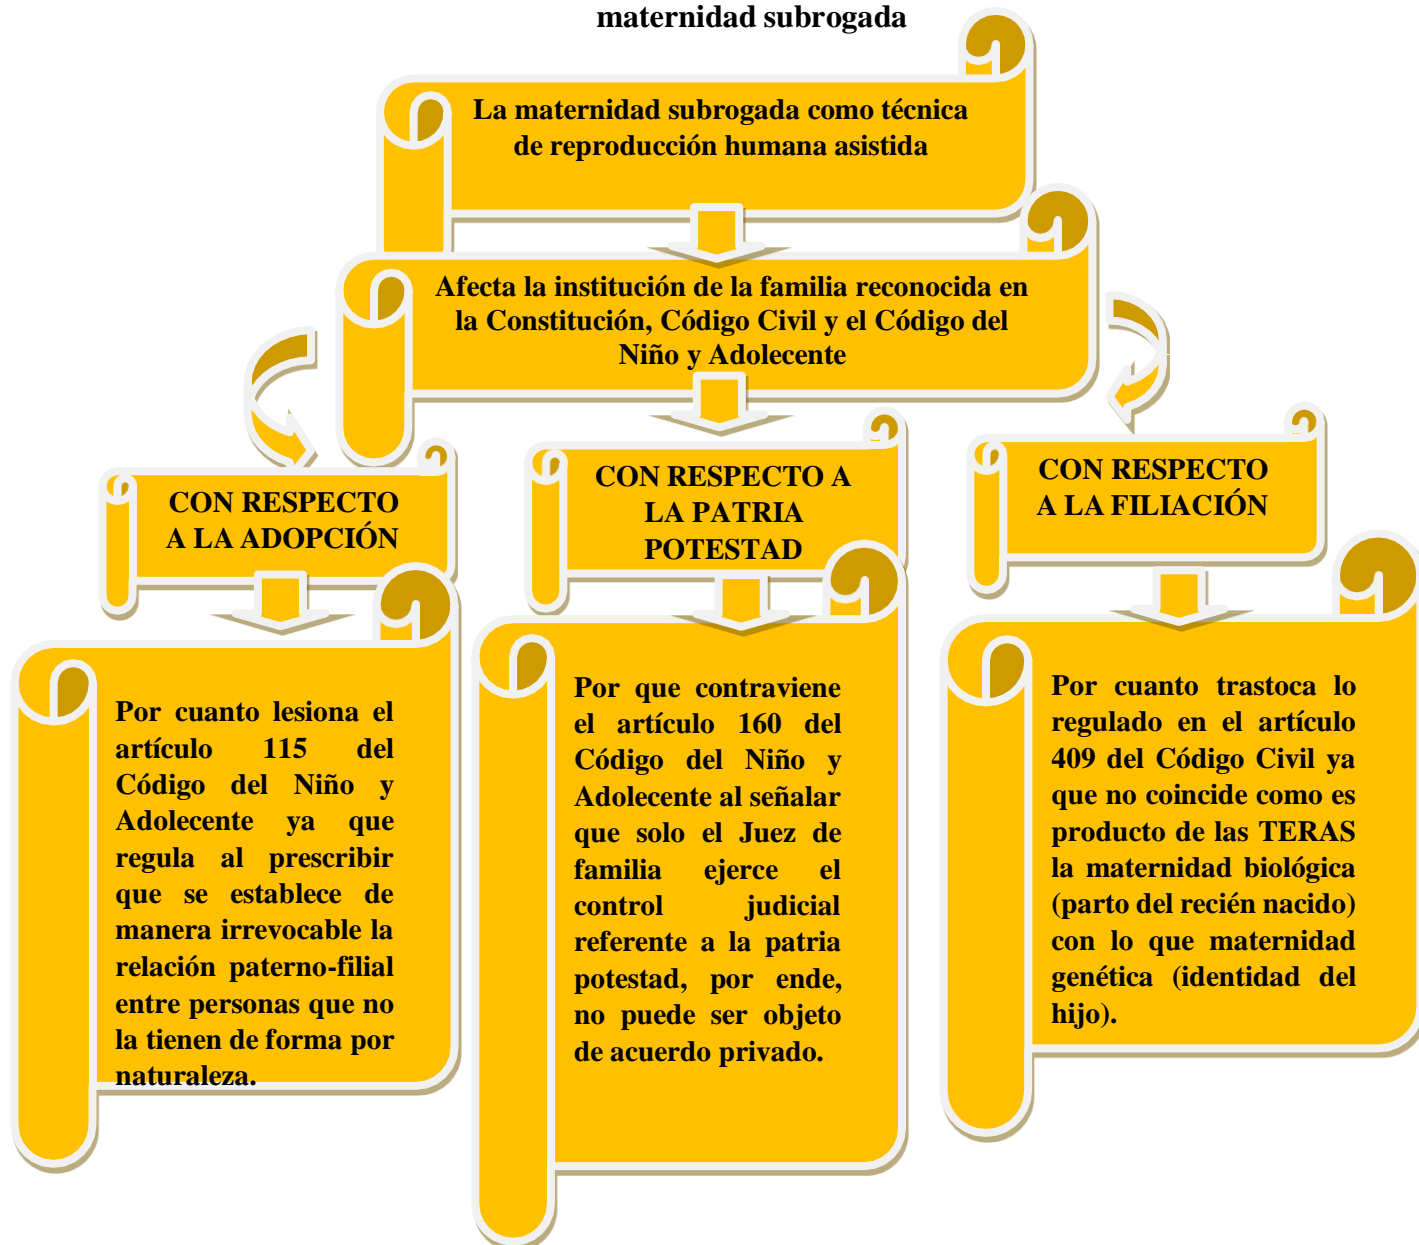 maternidad subrogada
La maternidad subrogada como técnica
de reproducción humana asistida
Afecta la institución de la familia reconocida en
la Constitución, Código Civil y el Código del
Niño y Adolecente
CON RESPECTO
A LA ADOPCIÓN
CON RESPECTO A
LA PATRIA
POTESTAD
CON RESPECTO
A LA FILIACIÓN
Por cuanto lesiona el
artículo 115 del
Código del Niño y
Adolecente ya que
regula al prescribir
que se establece de
manera irrevocable la
relación paterno-filial
entre personas que no
la tienen de forma por
naturaleza.
Por que contraviene
el artículo 160 del
Código del Niño y
Adolecente al señalar
que solo el Juez de
familia ejerce el
control judicial
referente a la patria
potestad, por ende,
no puede ser objeto
de acuerdo privado.
Por cuanto trastoca lo
regulado en el artículo
409 del Código Civil ya
que no coincide como es
producto de las TERAS
la maternidad biológica
(parto del recién nacido)
con lo que maternidad
genética (identidad del
hijo).